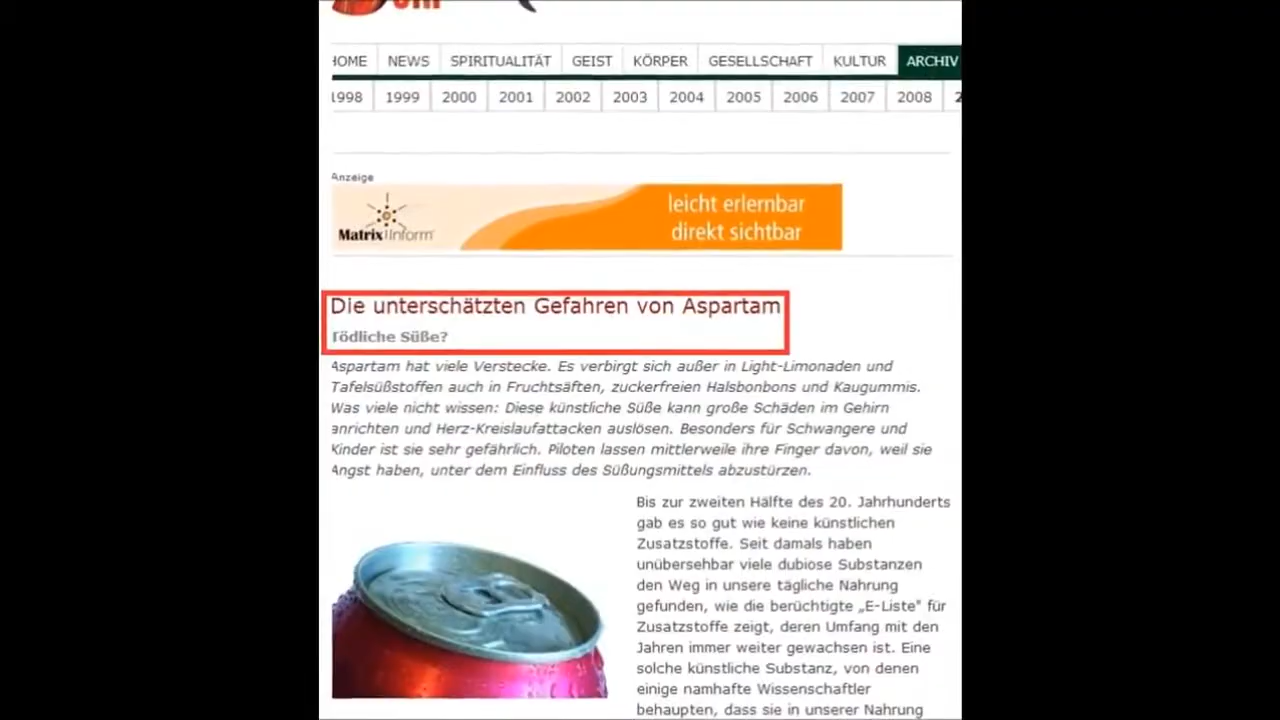 HOME NEWS SPIRITUALITÄT GEIST KÖRPER GESELLSCHAFT KULTUR ARCHIV
1998 1999 2000 2001 2002 2003 2004 2005 2006 2007 2008
Anzeige
leicht erlernbar
Matrix Inform direkt sichtbar
Die unterschätzten Gefahren von Aspartam
Tödliche Süße?
Aspartam hat viele Verstecke. Es verbirgt sich außer in Light-Limonaden und
Tafelsüßstoffen auch in Fruchtsäften, zuckerfreien Halsbonbons und Kaugummis.
Was viele nicht wissen: Diese künstliche Süße kann große Schäden im Gehirn
anrichten und Herz-Kreislaufattacken auslösen. Besonders für Schwangere und
Kinder ist sie sehr gefährlich. Piloten lassen mittlerweile ihre Finger davon, weil sie
Angst haben, unter dem Einfluss des Süßungsmittels abzustürzen.
Bis zur zweiten Hälfte des 20. Jahrhunderts
gab es so gut wie keine künstlichen
Zusatzstoffe. Seit damals haben
unübersehbar viele dubiose Substanzen
den Weg in unsere tägliche Nahrung
gefunden, wie die berüchtigte „E-Liste" für
Zusatzstoffe zeigt, deren Umfang mit den
Jahren immer weiter gewachsen ist. Eine
solche künstliche Substanz, von denen
einige namhafte Wissenschaftler
behaupten, dass sie in unserer Nahrung